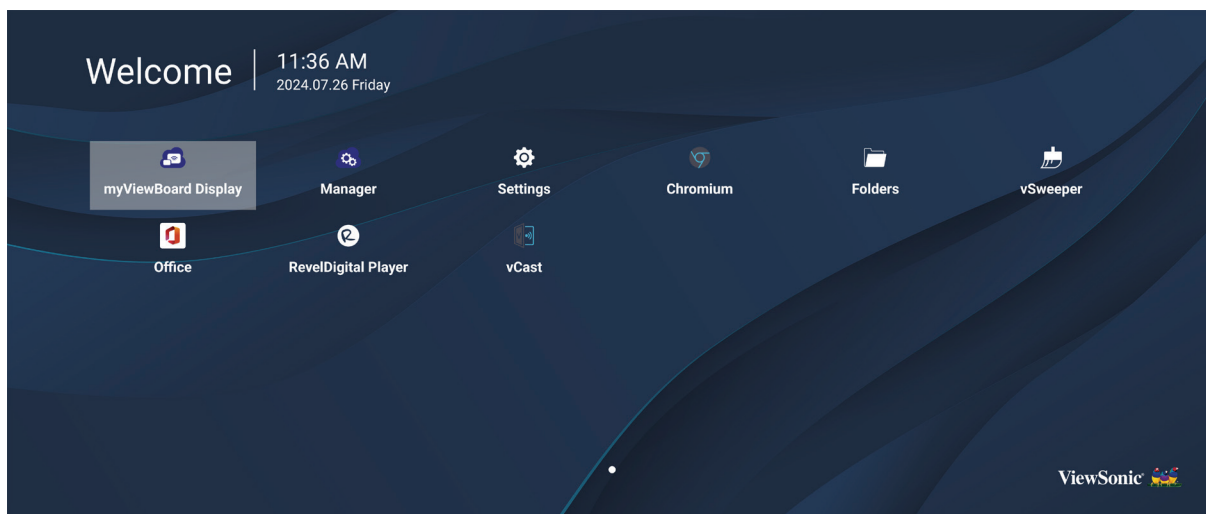 Welcome
11:36 AM
2024.07.26 Friday
myViewBoard Display
Manager
Settings
Chromium
Folders
vSweeper
Office
RevelDigital Player
vCast
ViewSonic